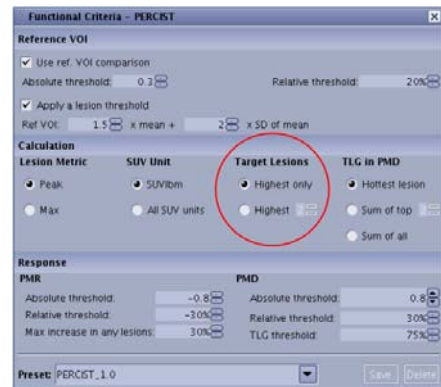 Functional Criteria - PERCIST
Reference VOI
Use ref. VOI comparison
Absolute threshold: 0.3 Relative threshold: 20%
Apply a lesion threshold
Ref VOI: 1.5 x mean + 2 x SD of mean
Calculation
Lesion Metric SUV Unit Target Lesions TLG in PMD
Peak SUVlbm Highest only Hottest lesion
Max All SUV units Highest Sum of top
Sum of all
Response
PMR PMD
Absolute threshold: -0.8 Absolute threshold: 0.8
Relative threshold: -30% Relative threshold: 30%
Max increase in any lesions: 30% TLG threshold: 75%
Preset: PERCIST_1.0 Save Delete